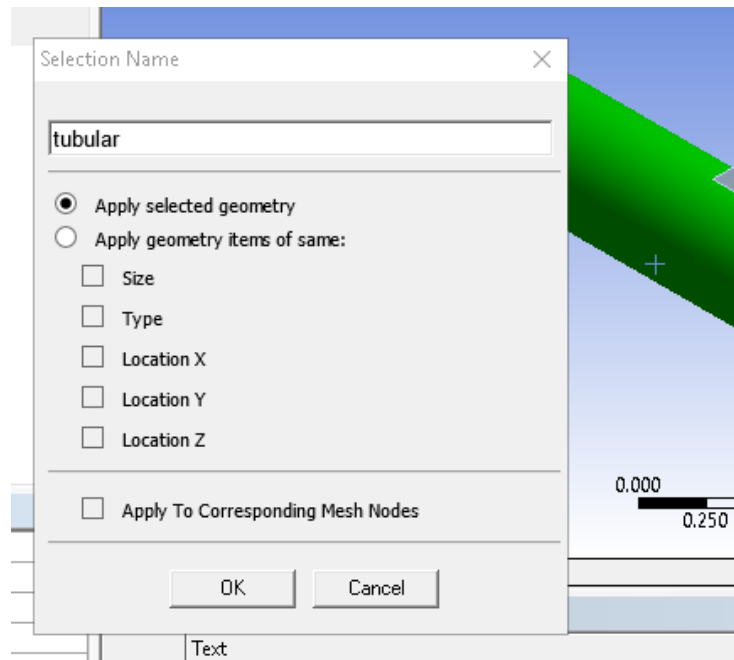 Selection Name
tubular
Apply selected geometry
Apply geometry items of same:
Size
Type
Location X
Location Y
Location Z
Apply To Corresponding Mesh Nodes
OK
Cancel
0.000
0.250
Text